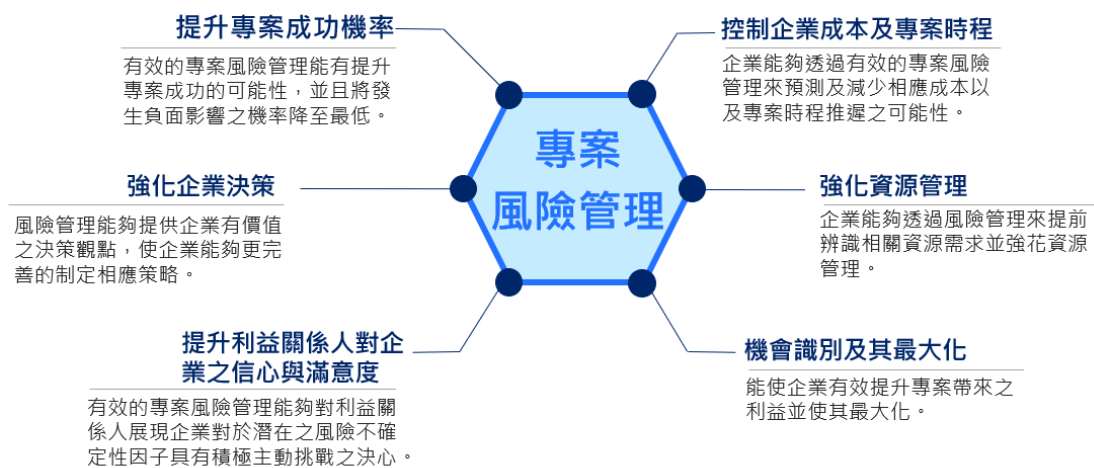 提升專案成功機率
有效的專案風險管理能有提升
專案成功的可能性，並且將發
生負面影響之機率降至最低。
控制企業成本及專案時程
企業能夠透過有效的專案風險
管理來預測及減少相應成本以
及專案時程推遲之可能性。
專案
風險管理
強化企業決策
風險管理能夠提供企業有價值
之決策觀點，使企業能夠更完
善的制定相應策略。
強化資源管理
企業能夠透過風險管理來提前
辨識相關資源需求並強花資源
管理。
提升利益關係人對企
業之信心與滿意度
有效的專案風險管理能夠對利益關
係人展現企業對於潛在之風險不確
定性因子具有積極主動挑戰之決心。
機會識別及其最大化
能使企業有效提升專案帶來之
利益並使其最大化。